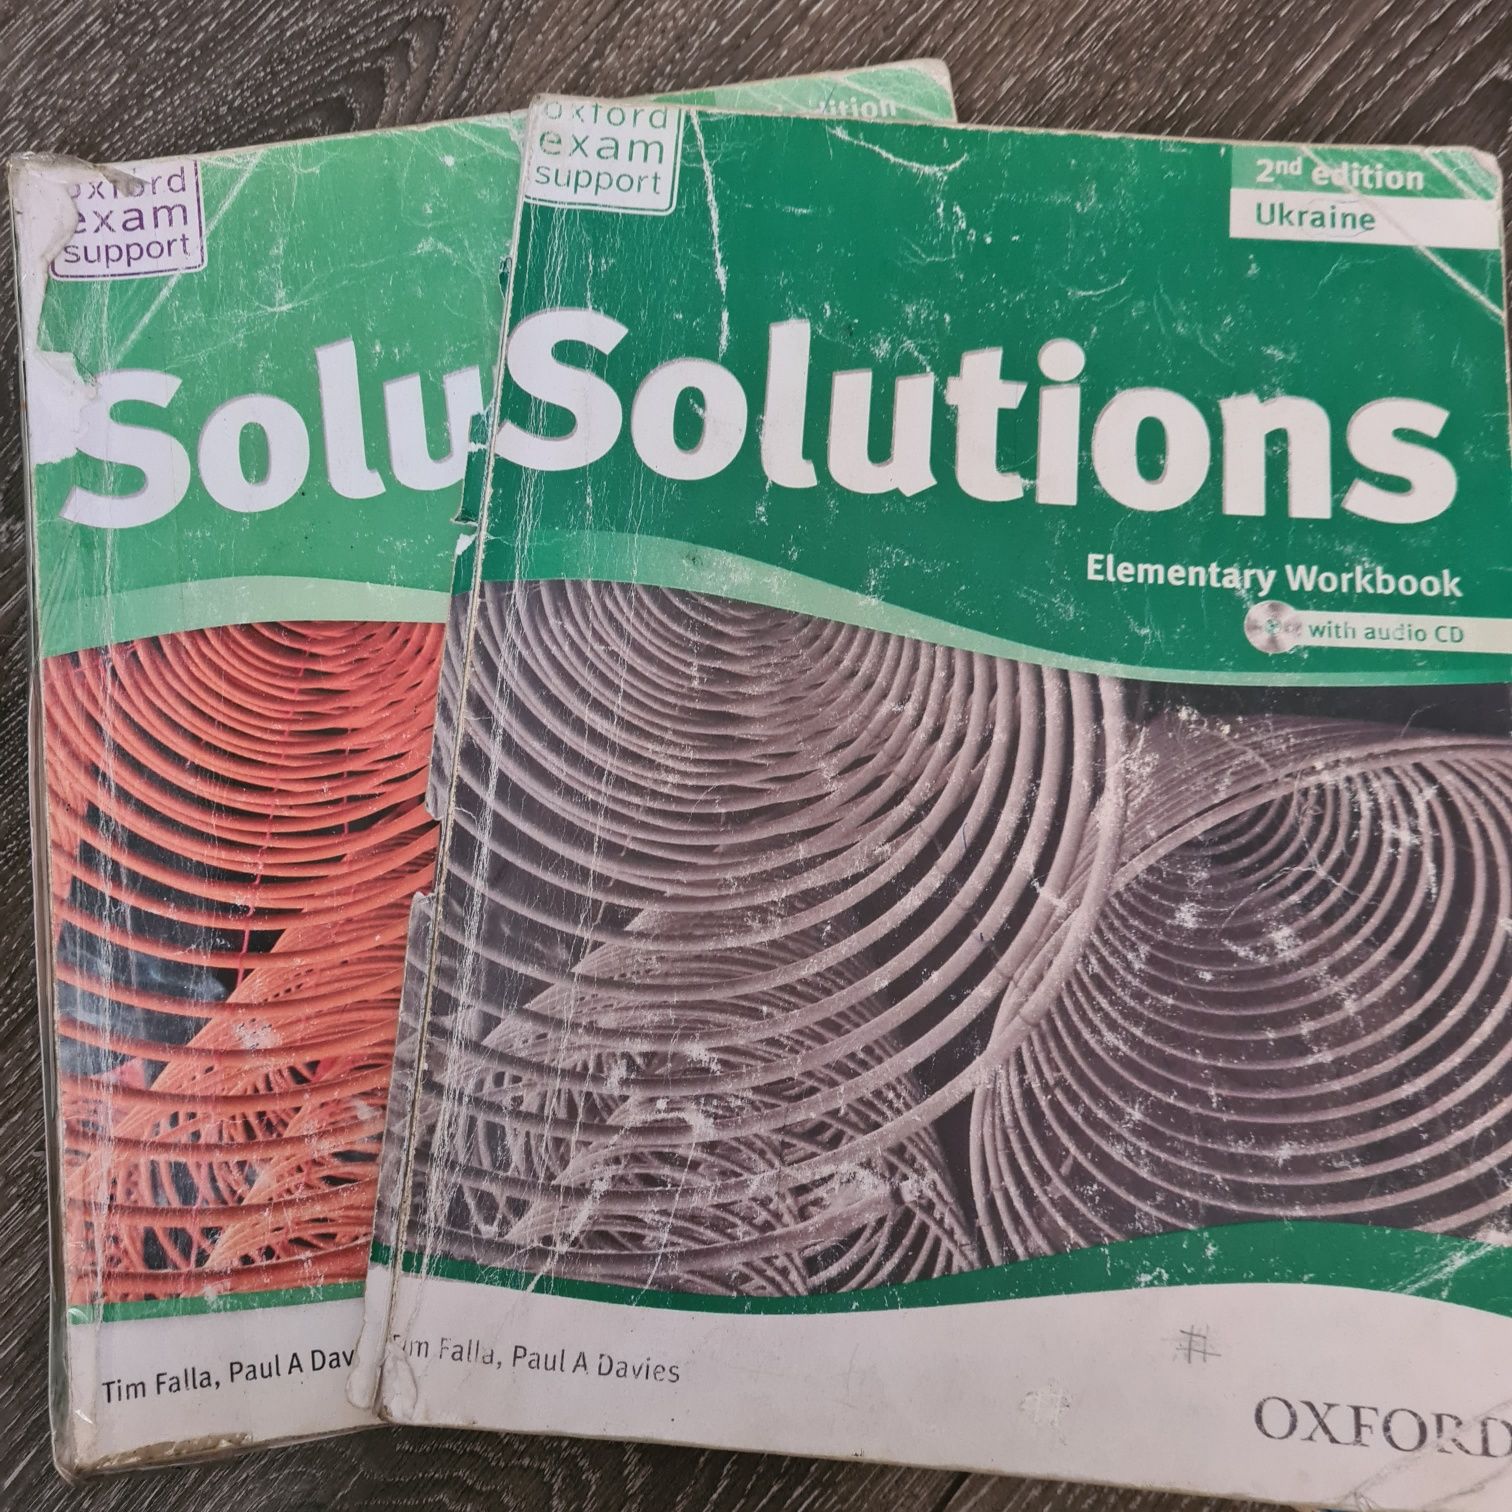 oxford
exam
support
Solu
Tim Falla, Paul A Dav
oxford
exam
support
2nd edition
Ukraine
Solutions
Elementary Workbook
with audio CD
Tim Falla, Paul A Davies
#
OXFORD